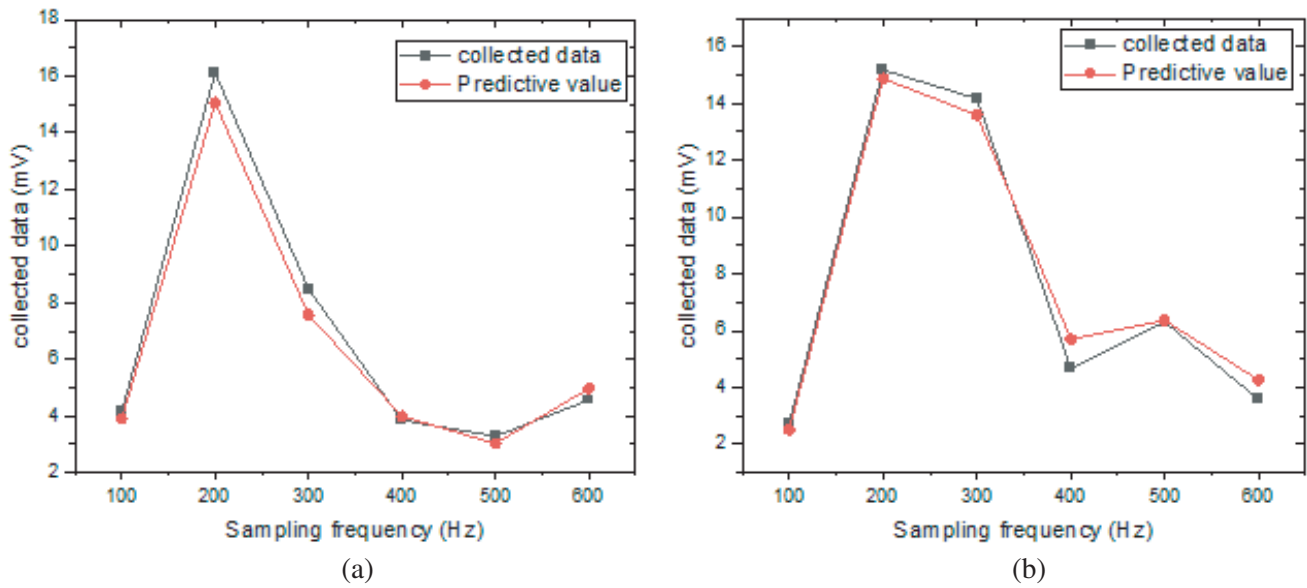 18
16
14
12
10
8
6
4
2
collected data (mV)
collected data
Predictive value
100 200 300 400 500 600
Sampling frequency (Hz)
(a)
16
14
12
10
8
6
4
2
collected data (mV)
collected data
Predictive value
100 200 300 400 500 600
Sampling frequency (Hz)
(b)